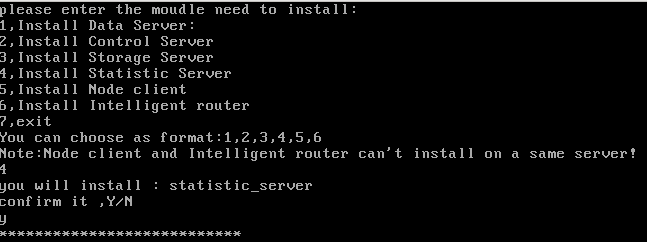 please enter the moudle need to install:
1,Install Data Server:
2,Install Control Server
3,Install Storage Server
4,Install Statistic Server
5,Install Node client
6,Install Intelligent router
7,exit
You can choose as format:1,2,3,4,5,6
Note:Node client and Intelligent router can't install on a same server!
4
you will install : statistic_server
confirm it ,Y/N
y
***************************